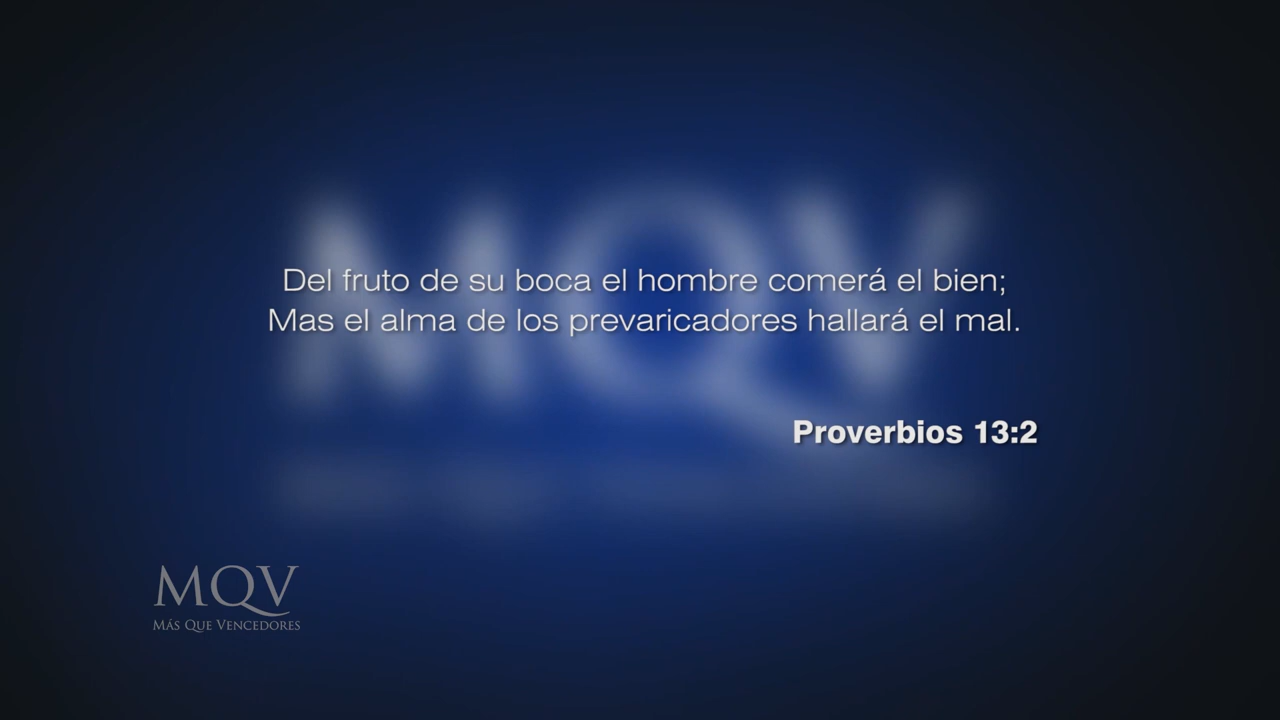 Del fruto de su boca el hombre comerá el bien;
Mas el alma de los prevaricadores hallará el mal.
Proverbios 13:2
MQV
MQV
Más Que Vencedores